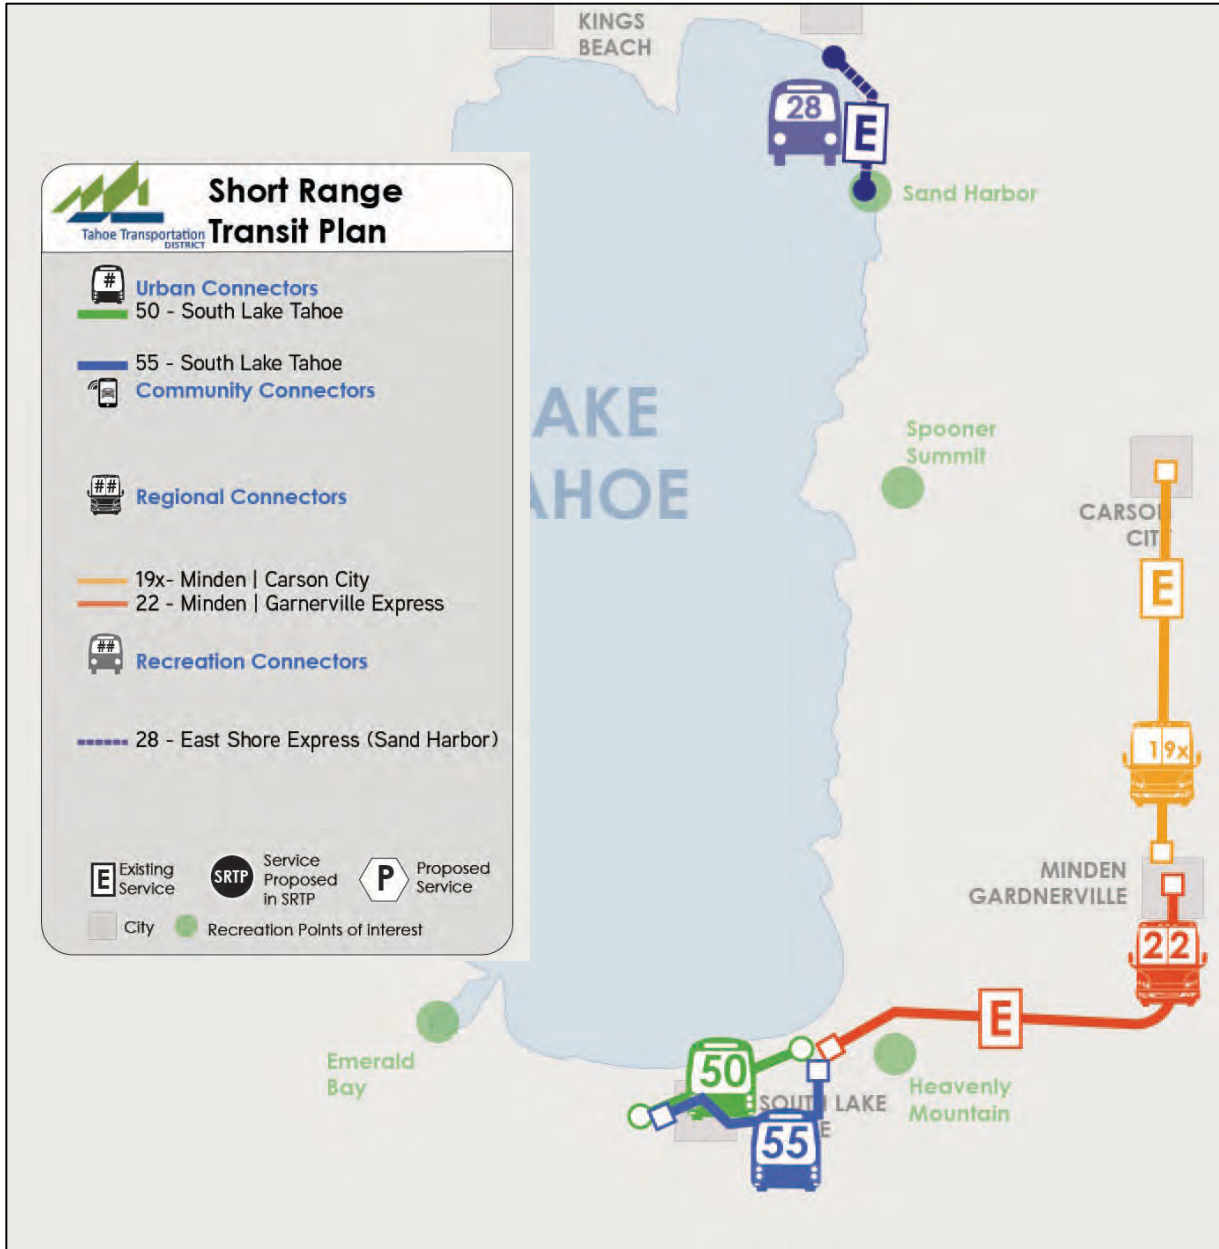 KINGS
BEACH
28
E
Sand Harbor
Short Range
Transit Plan
Tahoe Transportation
DISTRICT
#
Urban Connectors
50 - South Lake Tahoe
55 - South Lake Tahoe
Community Connectors
##
Regional Connectors
19x- Minden | Carson City
22 - Minden | Garnerville Express
##
Recreation Connectors
28 - East Shore Express (Sand Harbor)
E
Existing
Service
SRTP
Service
Proposed
in SRTP
P
Proposed
Service
City
Recreation Points of interest
AKE
AHOE
Spooner
Summit
CARSON
CITY
E
19x
MINDEN
GARDNERVILLE
22
E
Emerald
Bay
50
SOUTH LAKE
E
55
Heavenly
Mountain